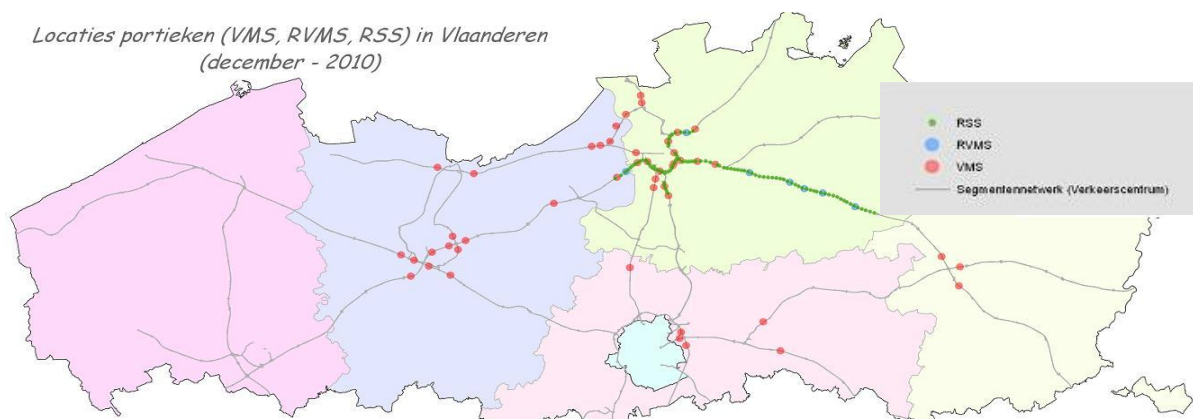 Locaties portieken (VMS, RVMS, RSS) in Vlaanderen
(december - 2010)
RSS
RVMS
VMS
Segmentennetwerk (Verkeerscentrum)